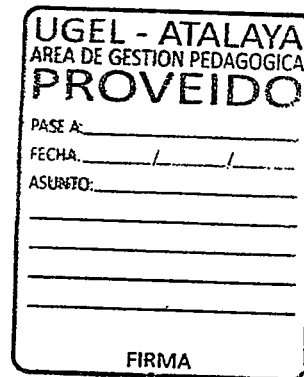 UGEL - ATALAYA
AREA DE GESTION PEDAGOGICA
PROVEIDO
PASE A:
FECHA. / /
ASUNTO:
FIRMA